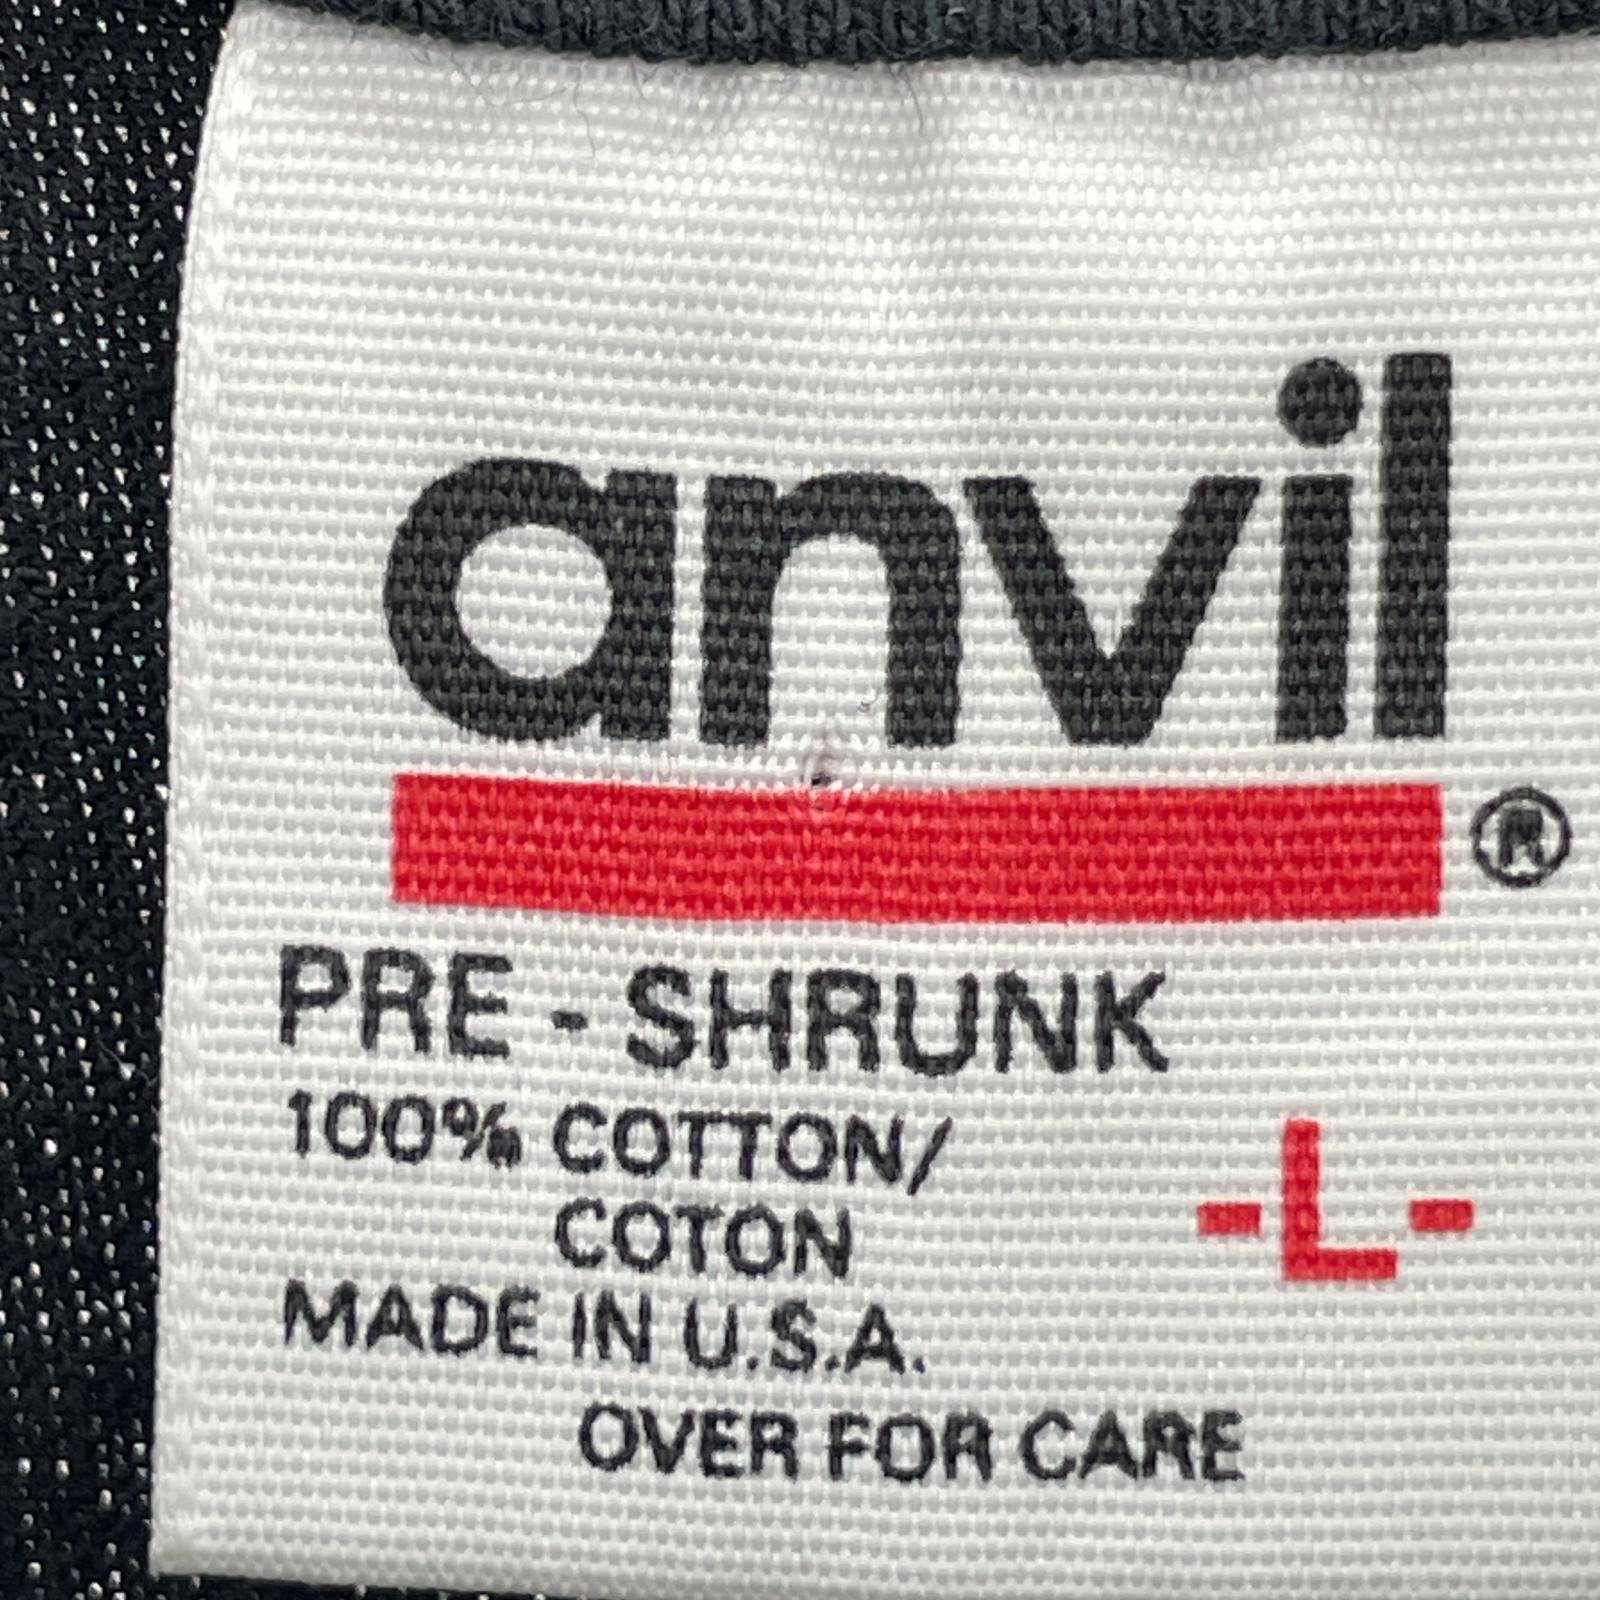 anvil
®
PRE - SHRUNK
100% COTTON/
COTON
-L-
MADE IN U.S.A.
OVER FOR CARE